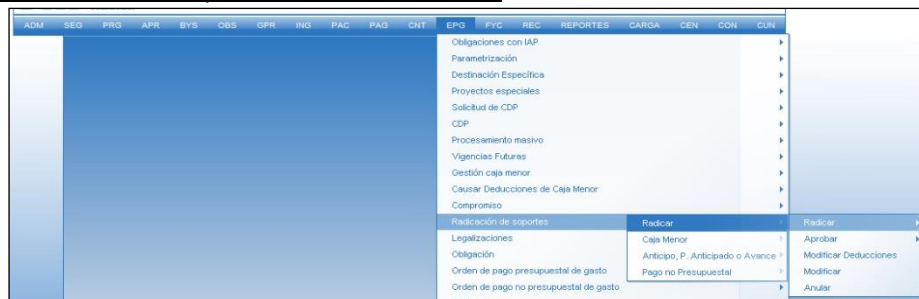 ADM SEG PRG APR BYS OBS GPR ING PAC PAG CNT EPG FYC REC REPORTES CARGA CEN CON CUN
Obligaciones con IAP
Parametrización
Destinación Específica
Proyectos especiales
Solicitud de CDP
CDP
Procesamiento masivo
Vigencias Futuras
Gestión caja menor
Causar Deducciones de Caja Menor
Compromiso
Radicación de soportes
Legalizaciones
Obligación
Orden de pago presupuestal de gasto
Orden de pago no presupuestal de gasto
Radicar
Caja Menor
Anticipo, P. Anticipado o Avance
Pago no Presupuestal
Radicar
Aprobar
Modificar Deducciones
Modificar
Anular